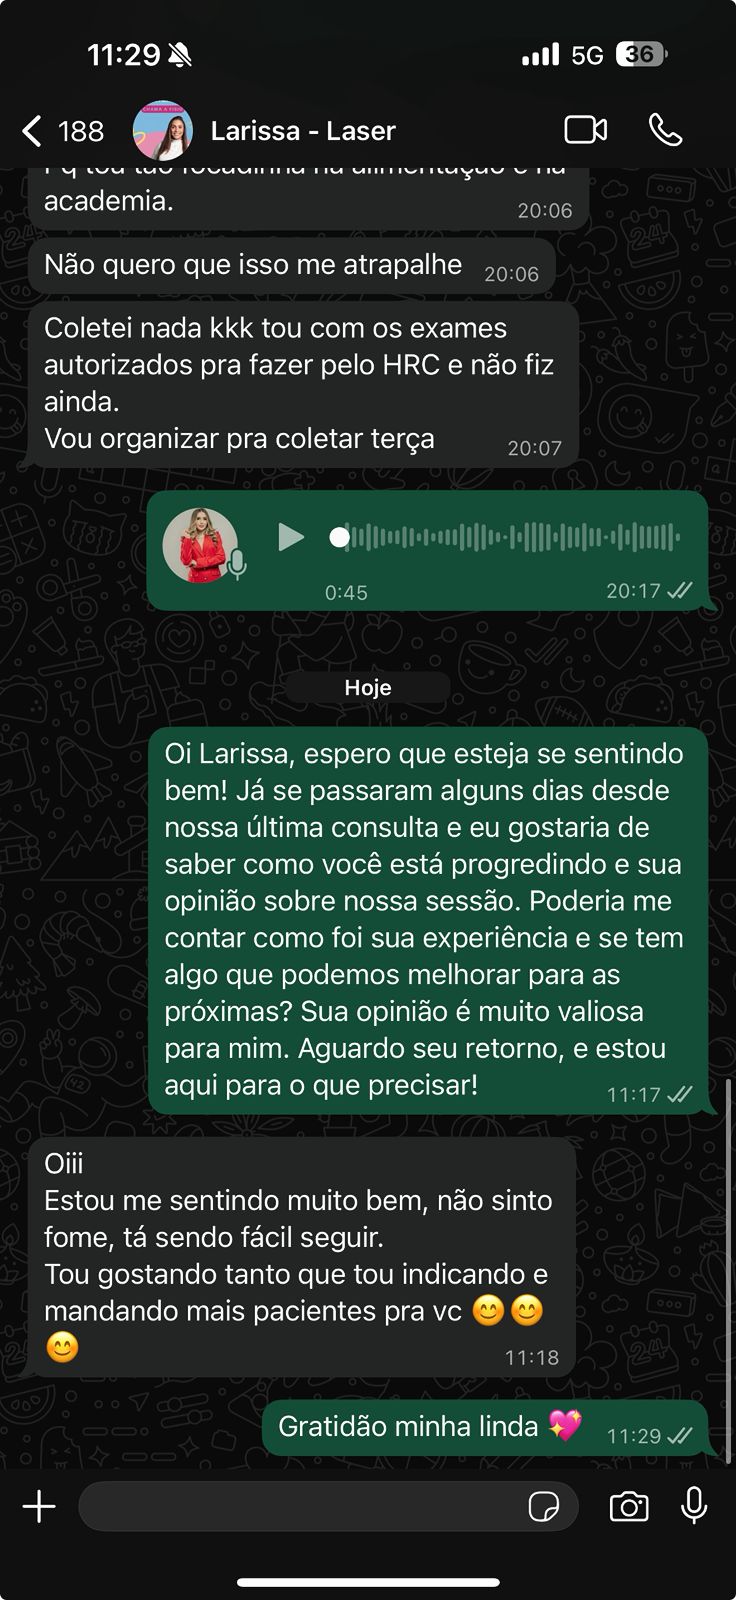 11:29
5G
36
188
Larissa - Laser
academia.
20:06
Não quero que isso me atrapalhe
20:06
Coletei nada kkk tou com os exames
autorizados pra fazer pelo HRC e não fiz
ainda.
Vou organizar pra coletar terça
20:07
0:45
20:17
Hoje
Oi Larissa, espero que esteja se sentindo
bem! Já se passaram alguns dias desde
nossa última consulta e eu gostaria de
saber como você está progredindo e sua
opinião sobre nossa sessão. Poderia me
contar como foi sua experiência e se tem
algo que podemos melhorar para as
próximas? Sua opinião é muito valiosa
para mim. Aguardo seu retorno, e estou
aqui para o que precisar!
11:17
Oiii
Estou me sentindo muito bem, não sinto
fome, tá sendo fácil seguir.
Tou gostando tanto que tou indicando e
mandando mais pacientes pra vc 😊😊
😊
11:18
Gratidão minha linda 💖
11:29